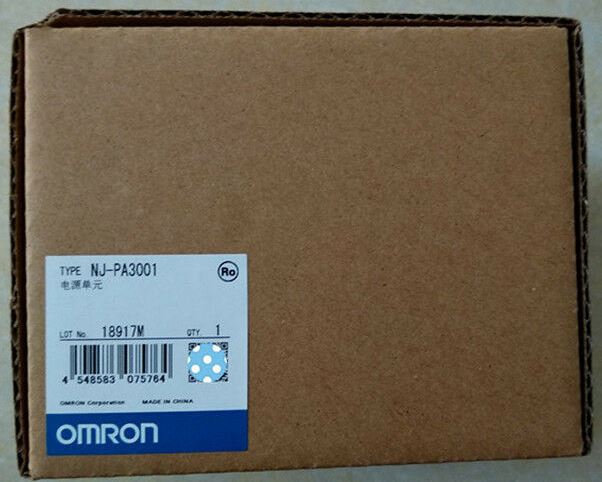 TYPE NJ-PA3001 Ro
电源单元
LOT No. 18917M QTY. 1
4 548583 075764
OMRON Corporation MADE IN CHINA
OMRON